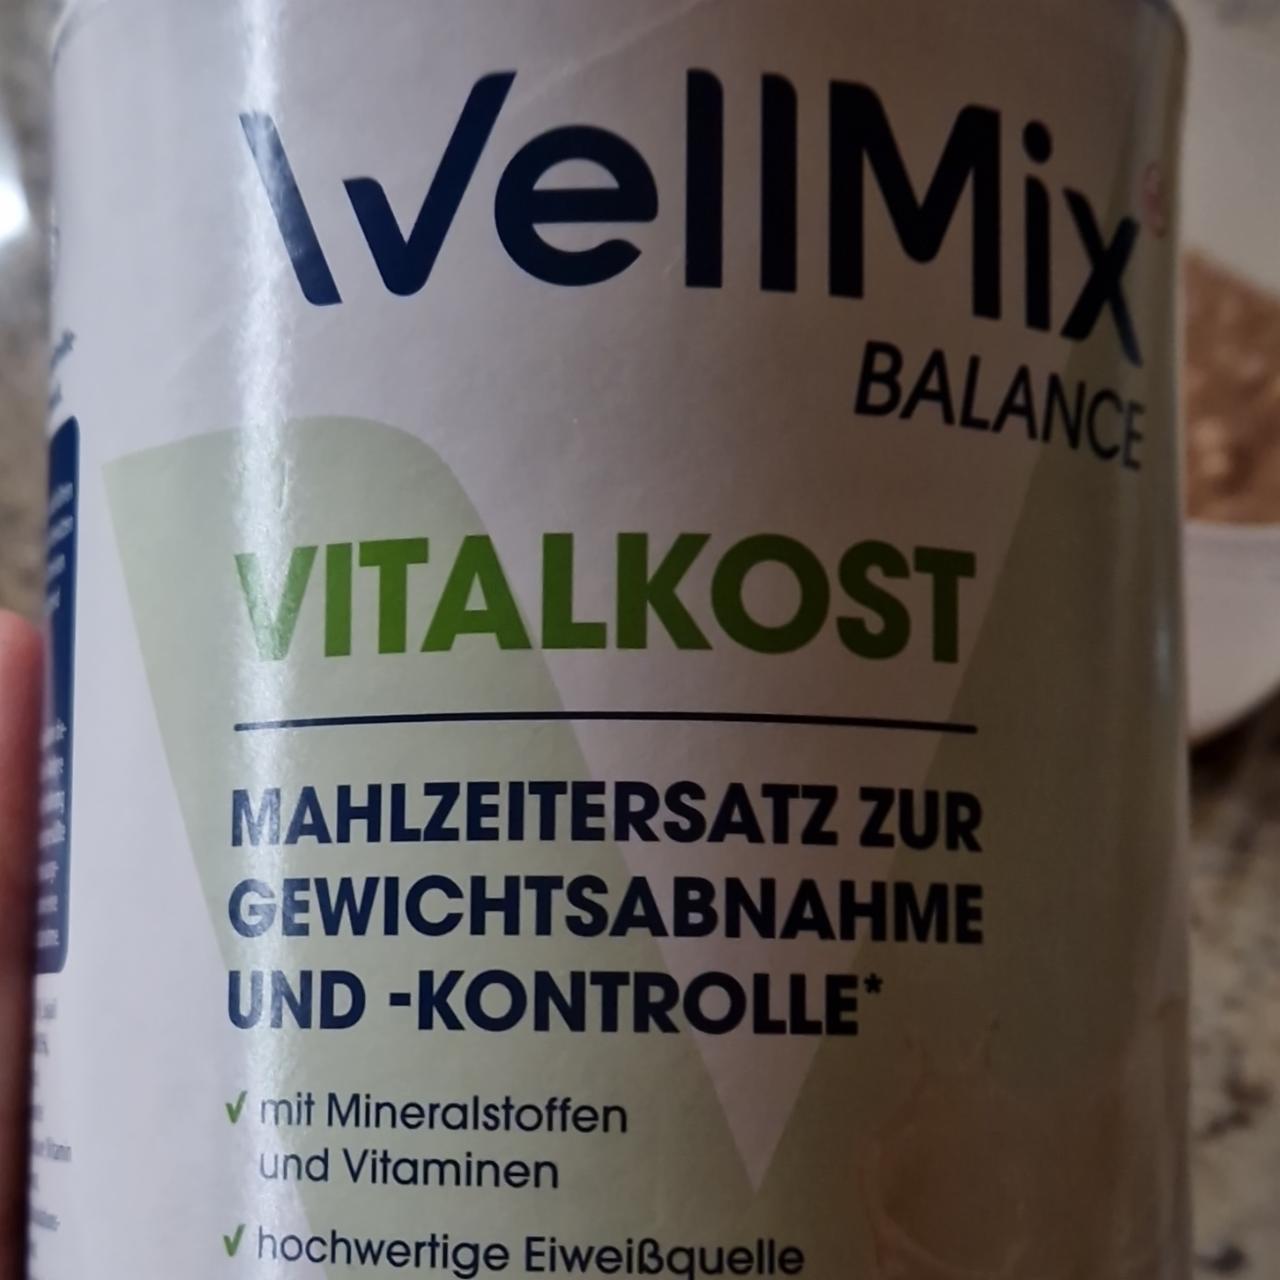 WellMix
BALANCE
VITALKOST
MAHLZEITERSATZ ZUR
GEWICHTSABNAHME
UND -KONTROLLE*
✓ mit Mineralstoffen
und Vitaminen
✓ hochwertige Eiweißquelle